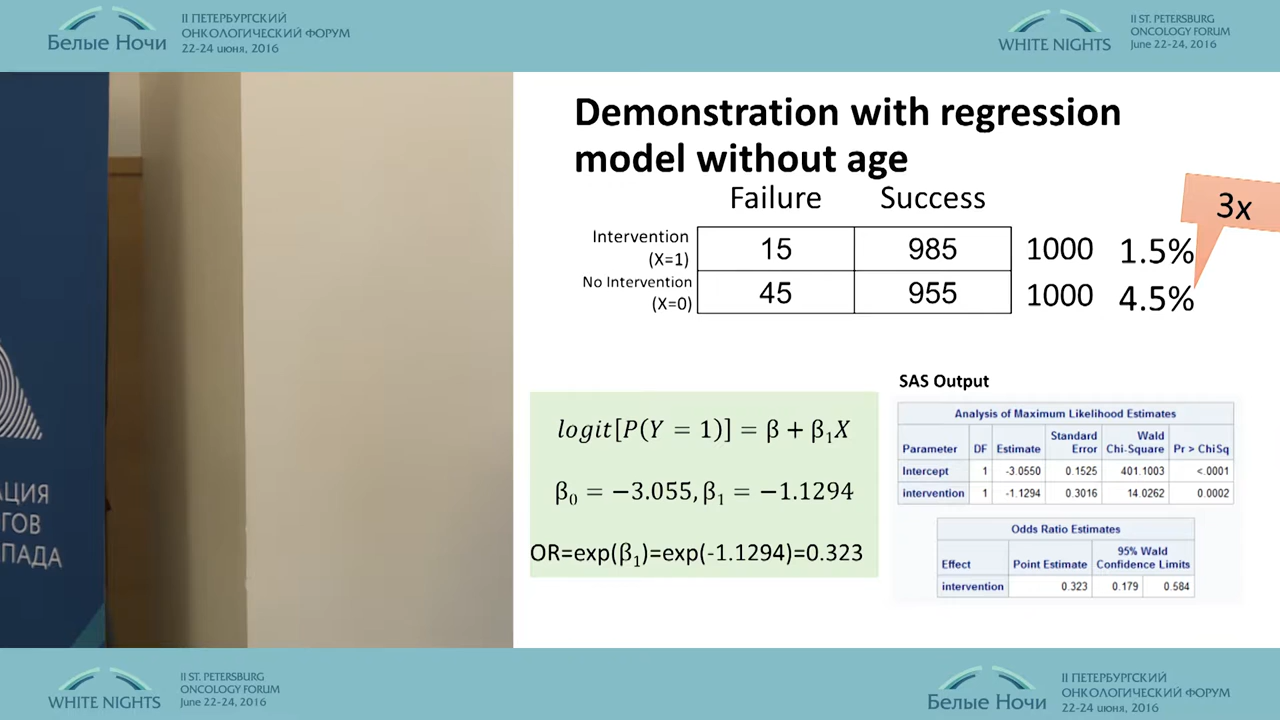 Белые Ночи
II ПЕТЕРБУРГСКИЙ
ОНКОЛОГИЧЕСКИЙ ФОРУМ
22-24 июня, 2016
WHITE NIGHTS
II ST. PETERSBURG
ONCOLOGY FORUM
June 22-24, 2016
Demonstration with regression
model without age
3x
Failure Success
Intervention
(X=1) 15 985 1000 1.5%
No Intervention
(X=0) 45 955 1000 4.5%
logit[P(Y = 1)] = β + β₁X
β₀ = −3.055, β₁ = −1.1294
OR=exp(β₁)=exp(-1.1294)=0.323
SAS Output
Analysis of Maximum Likelihood Estimates
Parameter DF Estimate Standard Error Wald Chi-Square Pr > ChiSq
Intercept 1 -3.0550 0.1525 401.1003 <.0001
intervention 1 -1.1294 0.3016 14.0262 0.0002
Odds Ratio Estimates
Effect Point Estimate 95% Wald Confidence Limits
intervention 0.323 0.179 0.584
АЦИЯ
ГОВ
ПАДА
WHITE NIGHTS
II ST. PETERSBURG
ONCOLOGY FORUM
June 22-24, 2016
Белые Ночи
II ПЕТЕРБУРГСКИЙ
ОНКОЛОГИЧЕСКИЙ ФОРУМ
22-24 июня, 2016